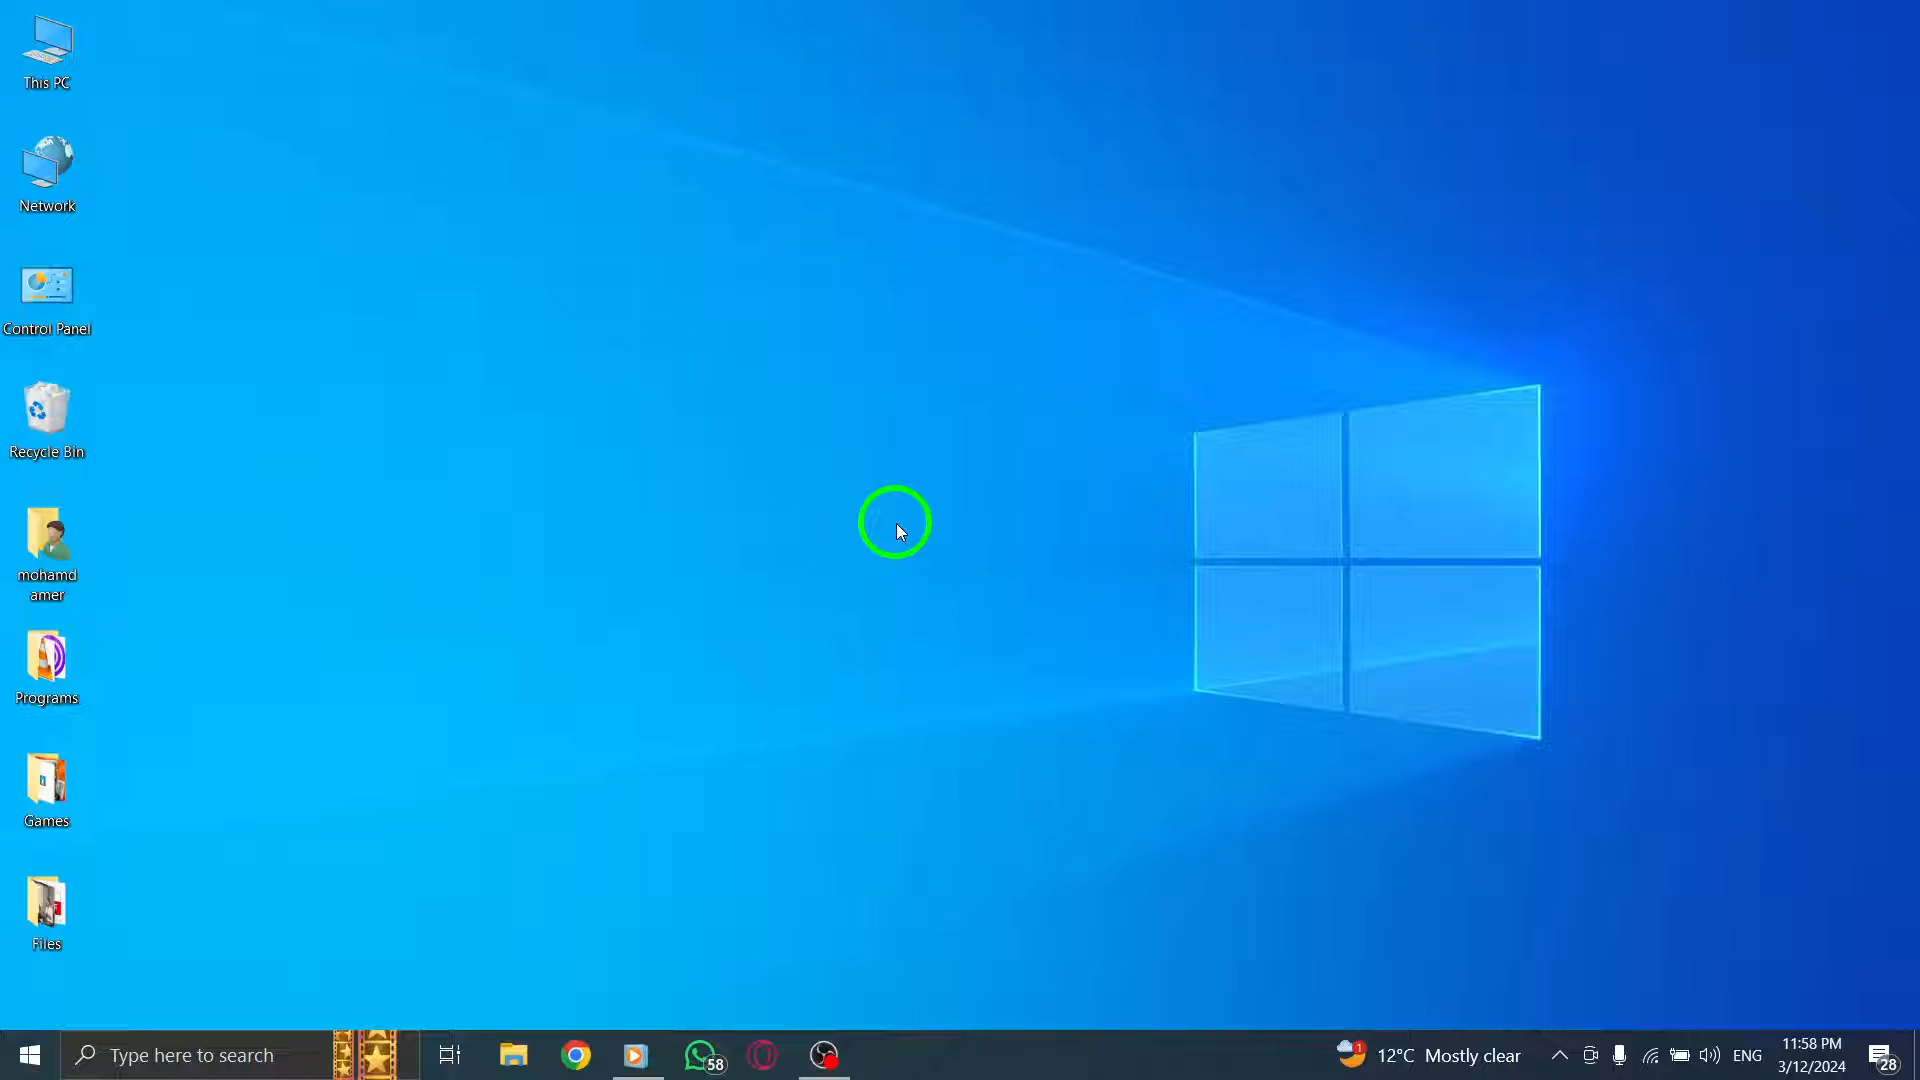 This PC
Network
Control Panel
Recycle Bin
mohamd
amer
Programs
Games
Files
Type here to search
58
1
12°C Mostly clear
ENG
11:58 PM
3/12/2024
28